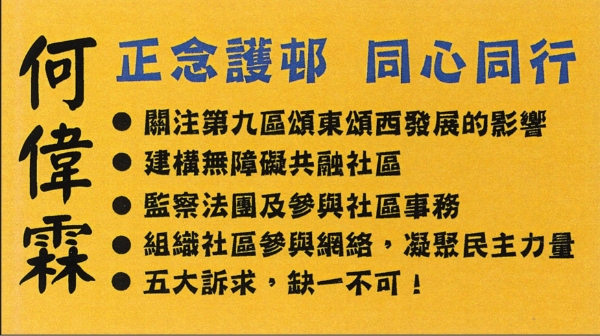 何偉霖
正念護邨 同心同行
● 關注第九區頌東頌西發展的影響
● 建構無障礙共融社區
● 監察法團及參與社區事務
● 組織社區參與網絡，凝聚民主力量
● 五大訴求，缺一不可！